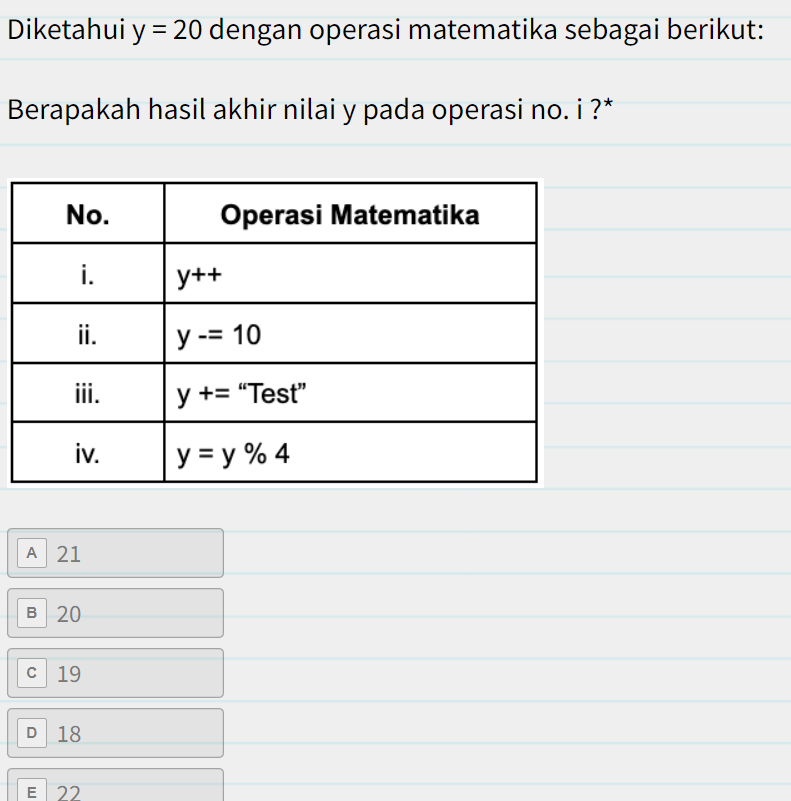 Diketahui y = 20 dengan operasi matematika sebagai berikut:
Berapakah hasil akhir nilai y pada operasi no. i ?*
No. Operasi Matematika
i. y++
ii. y -= 10
iii. y += “Test”
iv. y = y % 4
A 21
B 20
C 19
D 18
E 22